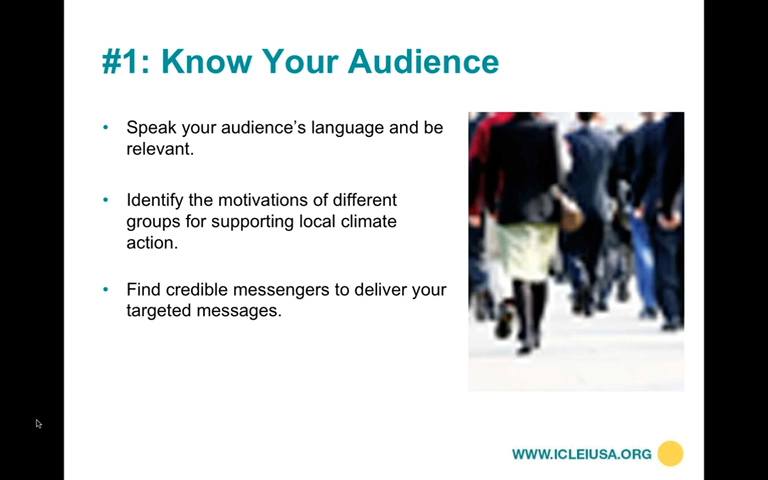 #1: Know Your Audience
• Speak your audience’s language and be
relevant.
• Identify the motivations of different
groups for supporting local climate
action.
• Find credible messengers to deliver your
targeted messages.
WWW.ICLEIUSA.ORG